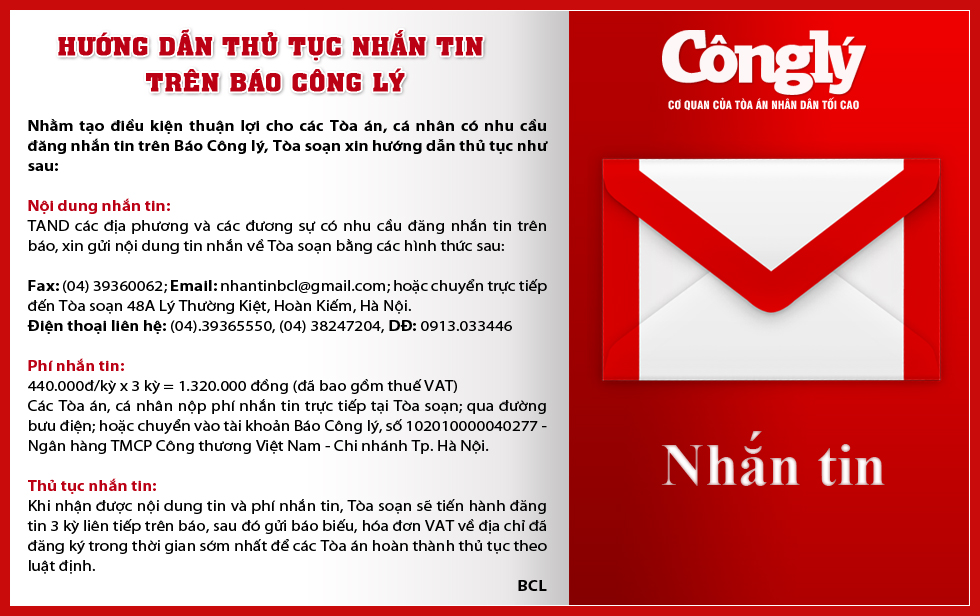 HƯỚNG DẪN THỦ TỤC NHẮN TIN
TRÊN BÁO CÔNG LÝ
Nhằm tạo điều kiện thuận lợi cho các Tòa án, cá nhân có nhu cầu
đăng nhắn tin trên Báo Công lý, Tòa soạn xin hướng dẫn thủ tục như
sau:
Nội dung nhắn tin:
TAND các địa phương và các đương sự có nhu cầu đăng nhắn tin trên
báo, xin gửi nội dung tin nhắn về Tòa soạn bằng các hình thức sau:
Fax: (04) 39360062; Email: nhantinbcl@gmail.com; hoặc chuyển trực tiếp
đến Tòa soạn 48A Lý Thường Kiệt, Hoàn Kiếm, Hà Nội.
Điện thoại liên hệ: (04).39365550, (04) 38247204, DĐ: 0913.033446
Phí nhắn tin:
440.000đ/kỳ x 3 kỳ = 1.320.000 đồng (đã bao gồm thuế VAT)
Các Tòa án, cá nhân nộp phí nhắn tin trực tiếp tại Tòa soạn; qua đường
bưu điện; hoặc chuyển vào tài khoản Báo Công lý, số 102010000040277 -
Ngân hàng TMCP Công thương Việt Nam - Chi nhánh Tp. Hà Nội.
Thủ tục nhắn tin:
Khi nhận được nội dung tin và phí nhắn tin, Tòa soạn sẽ tiến hành đăng
tin 3 kỳ liên tiếp trên báo, sau đó gửi báo biếu, hóa đơn VAT về địa chỉ đã
đăng ký trong thời gian sớm nhất để các Tòa án hoàn thành thủ tục theo
luật định.
BCL
Cônglý
CƠ QUAN CỦA TÒA ÁN NHÂN DÂN TỐI CAO
Nhắn tin